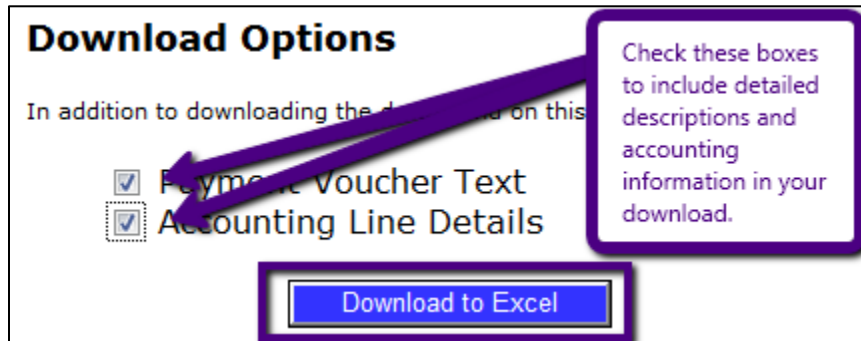 Download Options
In addition to downloading the on this
Payment Voucher Text
Accounting Line Details
Download to Excel
Check these boxes
to include detailed
descriptions and
accounting
information in your
download.